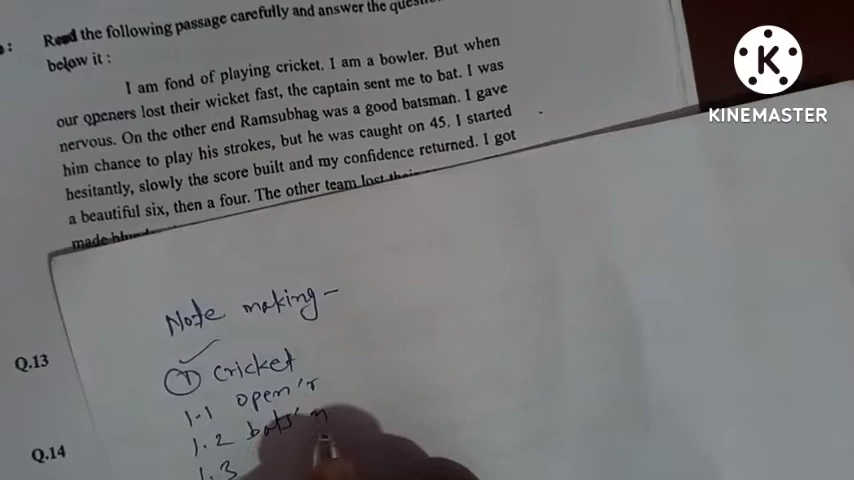 Read the following passage carefully and answer the
below it :
I am fond of playing cricket. I am a bowler. But when
our openers lost their wicket fast, the captain sent me to bat. I was
nervous. On the other end Ramsubhag was a good batsman. I gave
him chance to play his strokes, but he was caught on 45. I started
hesitantly, slowly the score built and my confidence returned. I got
a beautiful six, then a four. The other team lost their
made
Note making-
Q.13
① cricket
1.1 open'r
1.2 bats'n
Q.14
1.3
K
KINEMASTER